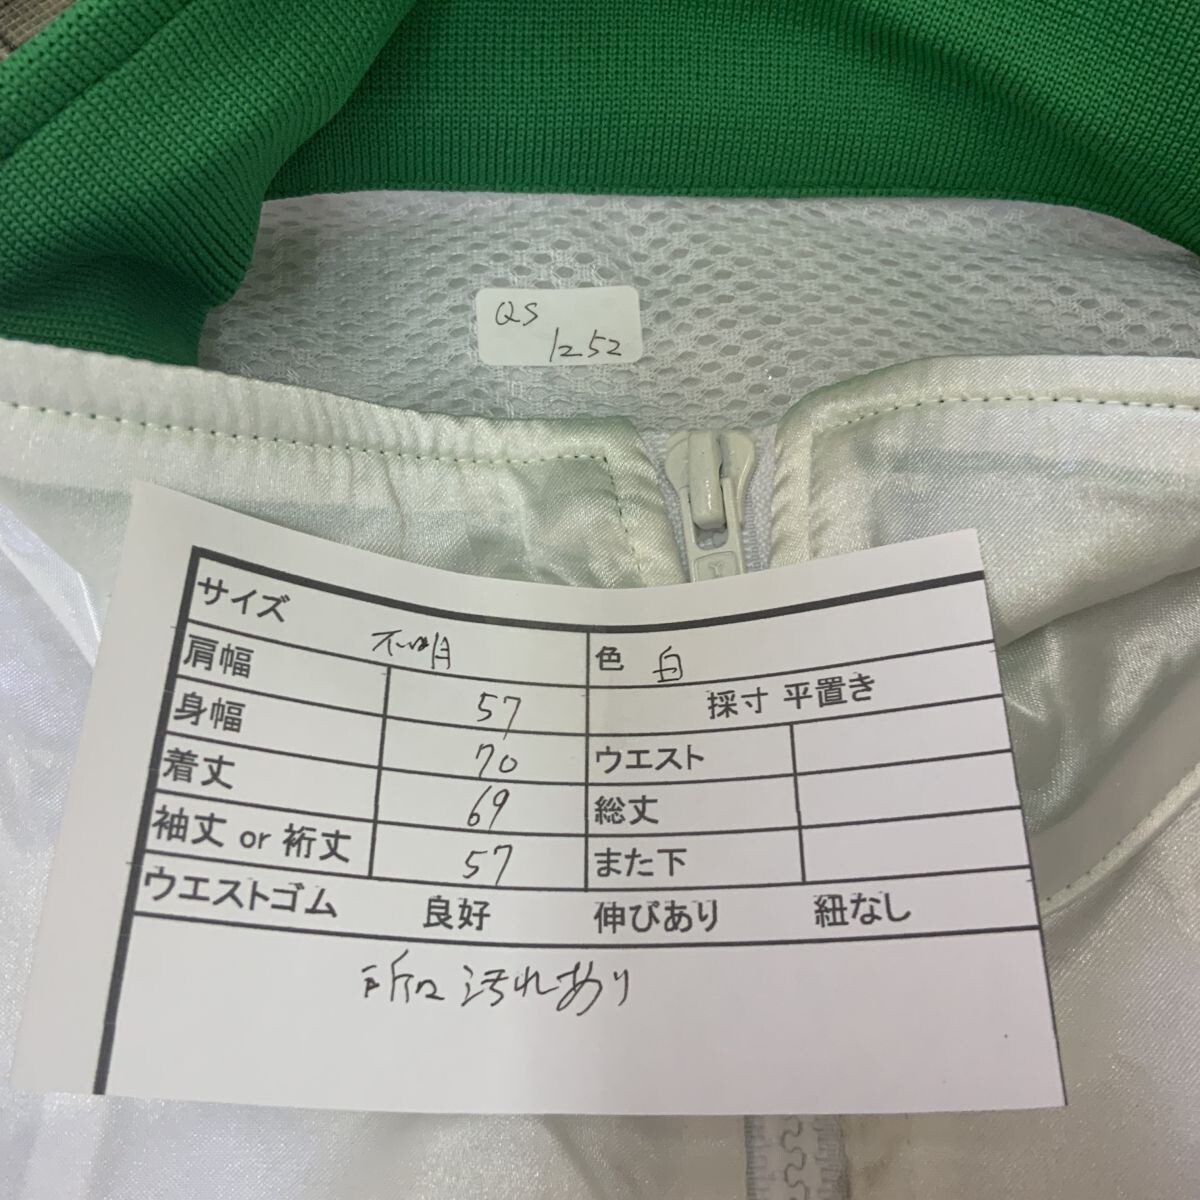 QS
1252
サイズ 不明 色 白
肩幅 57 採寸 平置き
身幅 70 ウエスト
着丈 69 総丈
袖丈 or 裄丈 57 また下
ウエストゴム 良好 伸びあり 紐なし
所々汚れあり